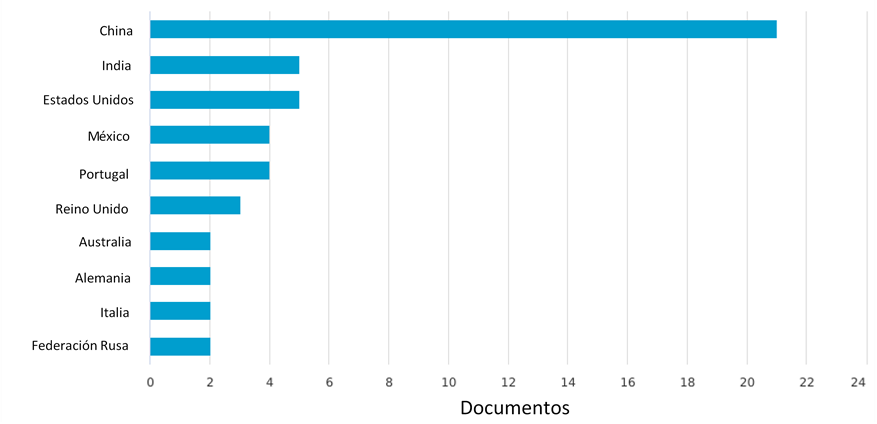 China
India
Estados Unidos
México
Portugal
Reino Unido
Australia
Alemania
Italia
Federación Rusa
0 2 4 6 8 10 12 14 16 18 20 22 24
Documentos